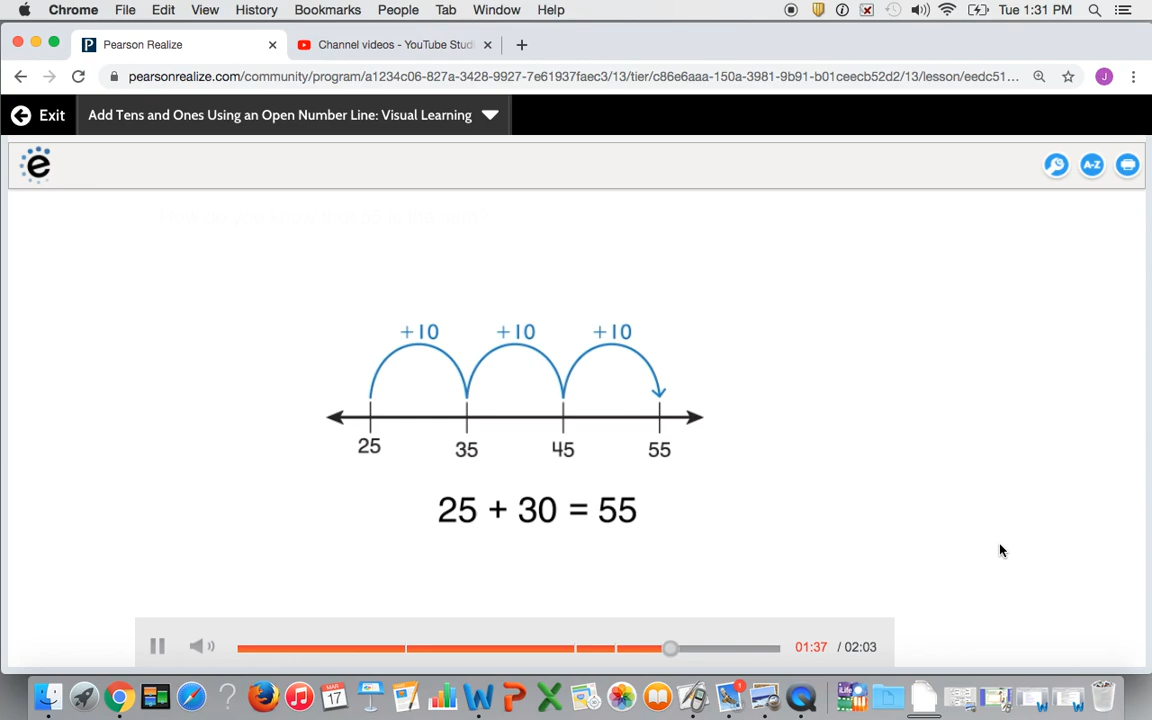 Chrome File Edit View History Bookmarks People Tab Window Help Tue 1:31 PM
Pearson Realize
Channel videos - YouTube Stud
pearsonrealize.com/community/program/a1234c06-827a-3428-9927-7e61937faec3/13/tier/c86e6aaa-150a-3981-9b91-b01ceecb52d2/13/lesson/eedc51...
J
Exit Add Tens and Ones Using an Open Number Line: Visual Learning
e A-Z
+10 +10 +10
25 35 45 55
25 + 30 = 55
01:37 / 02:03
MAR
17
1